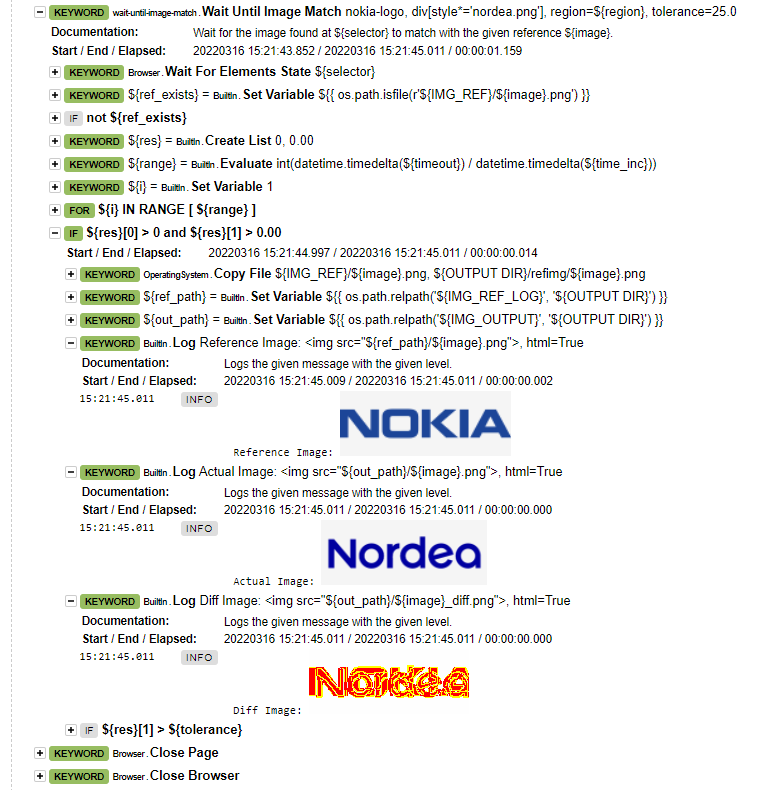 KEYWORD wait-until-image-match. Wait Until Image Match nokia-logo, div[style*='nordea.png'], region=${region}, tolerance=25.0
Documentation: Wait for the image found at ${selector} to match with the given reference ${image}.
Start / End / Elapsed: 20220316 15:21:43.852 / 20220316 15:21:45.011 / 00:00:01.159
KEYWORD Browser. Wait For Elements State ${selector}
KEYWORD ${ref_exists} = BuiltIn. Set Variable ${{ os.path.isfile(r'${IMG_REF}/${image}.png') }}
IF not ${ref_exists}
KEYWORD ${res} = BuiltIn. Create List 0, 0.00
KEYWORD ${range} = BuiltIn. Evaluate int(datetime.timedelta(${timeout}) / datetime.timedelta(${time_inc}))
KEYWORD ${i} = BuiltIn. Set Variable 1
FOR ${i} IN RANGE [ ${range} ]
IF ${res}[0] > 0 and ${res}[1] > 0.00
Start / End / Elapsed: 20220316 15:21:44.997 / 20220316 15:21:45.011 / 00:00:00.014
KEYWORD OperatingSystem. Copy File ${IMG_REF}/${image}.png, ${OUTPUT DIR}/refimg/${image}.png
KEYWORD ${ref_path} = BuiltIn. Set Variable ${{ os.path.relpath('${IMG_REF_LOG}', '${OUTPUT DIR}') }}
KEYWORD ${out_path} = BuiltIn. Set Variable ${{ os.path.relpath('${IMG_OUTPUT}', '${OUTPUT DIR}') }}
KEYWORD BuiltIn. Log Reference Image: <img src="${ref_path}/${image}.png">, html=True
Documentation: Logs the given message with the given level.
Start / End / Elapsed: 20220316 15:21:45.009 / 20220316 15:21:45.011 / 00:00:00.002
15:21:45.011 INFO
NOKIA
Reference Image:
KEYWORD BuiltIn. Log Actual Image: <img src="${out_path}/${image}.png">, html=True
Documentation: Logs the given message with the given level.
Start / End / Elapsed: 20220316 15:21:45.011 / 20220316 15:21:45.011 / 00:00:00.000
15:21:45.011 INFO
Nordea
Actual Image:
KEYWORD BuiltIn. Log Diff Image: <img src="${out_path}/${image}_diff.png">, html=True
Documentation: Logs the given message with the given level.
Start / End / Elapsed: 20220316 15:21:45.011 / 20220316 15:21:45.011 / 00:00:00.000
15:21:45.011 INFO
Nordea
Diff Image:
IF ${res}[1] > ${tolerance}
KEYWORD Browser. Close Page
KEYWORD Browser. Close Browser